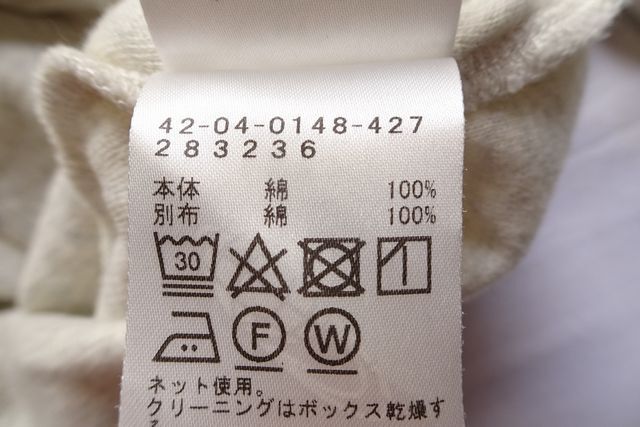 42-04-0148-427
283236
本体 綿 100%
別布 綿 100%
30
F W
ネット使用。
クリーニングはボックス乾燥す
る